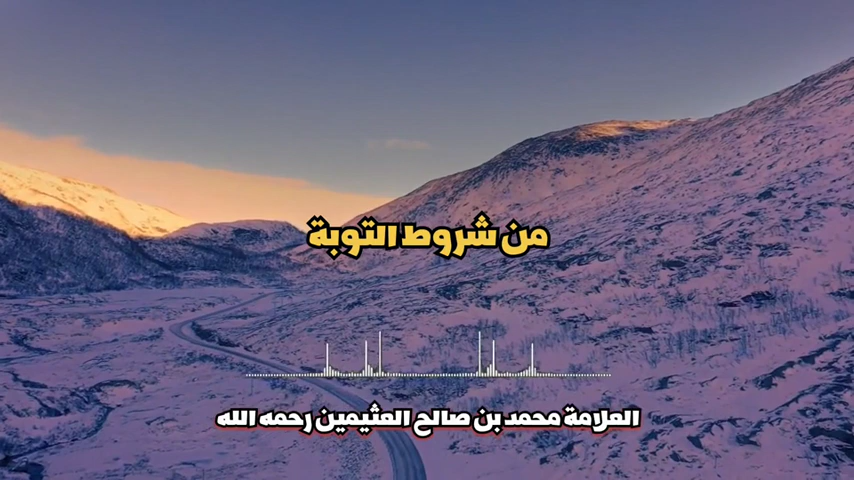 من شروط التوبة
العلامة محمد بن صالح العثيمين رحمه الله